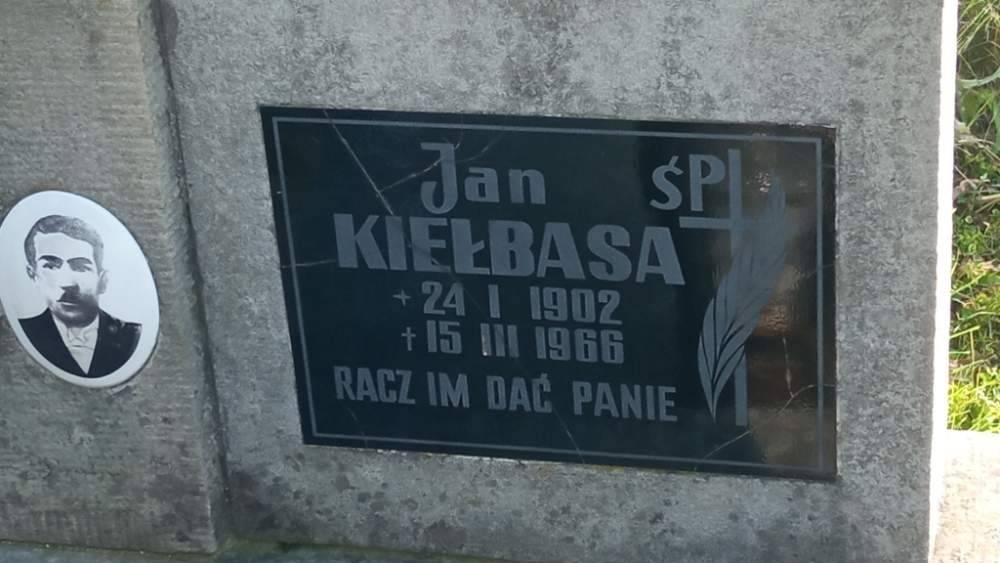 Jan ŚP
KIEŁBASA
+ 24 I 1902
+ 15 III 1966
RACZ IM DAĆ PANIE